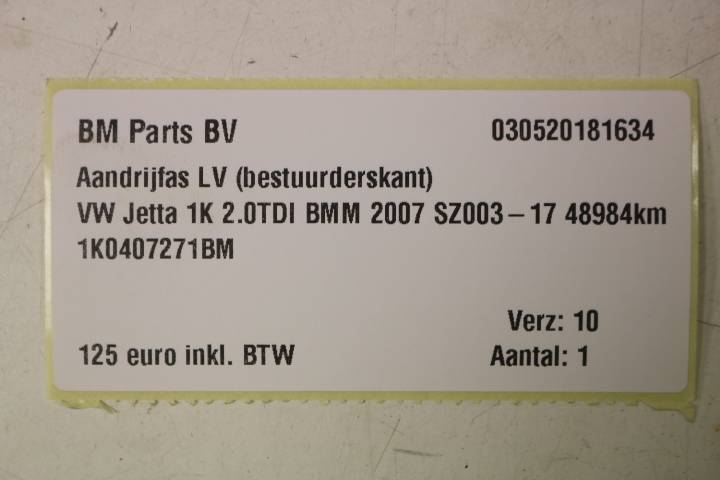 BM Parts BV 030520181634
Aandrijfas LV (bestuurderskant)
VW Jetta 1K 2.0TDI BMM 2007 SZ003-17 48984km
1K0407271BM
Verz: 10
125 euro inkl. BTW Aantal: 1